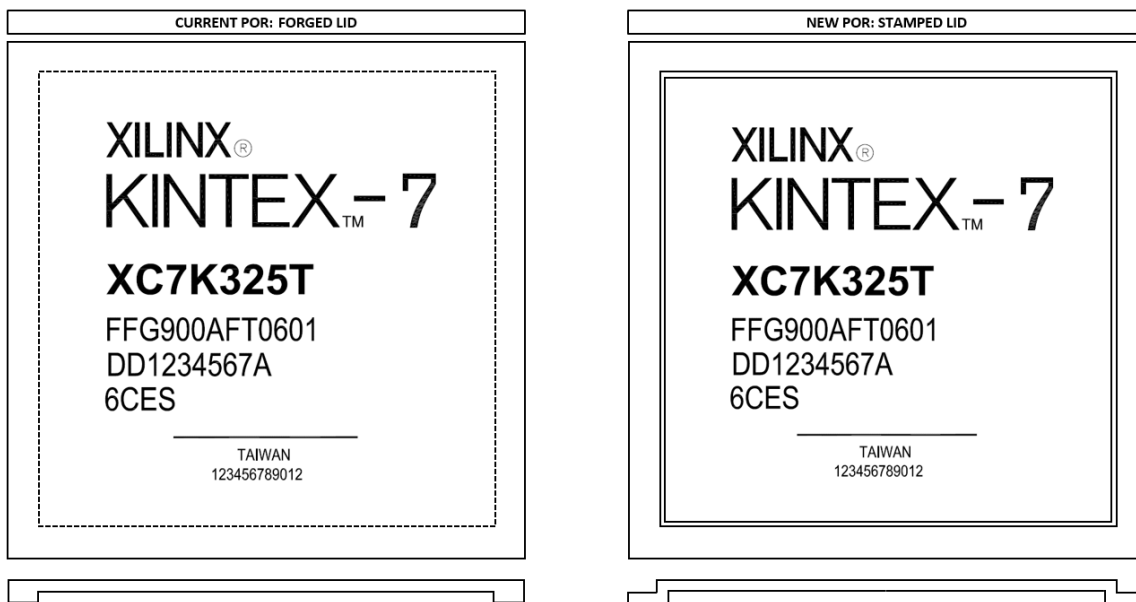 CURRENT POR: FORGED LID
XILINX®
KINTEX™-7
XC7K325T
FFG900AFT0601
DD1234567A
6CES
TAIWAN
123456789012
NEW POR: STAMPED LID
XILINX®
KINTEX™-7
XC7K325T
FFG900AFT0601
DD1234567A
6CES
TAIWAN
123456789012